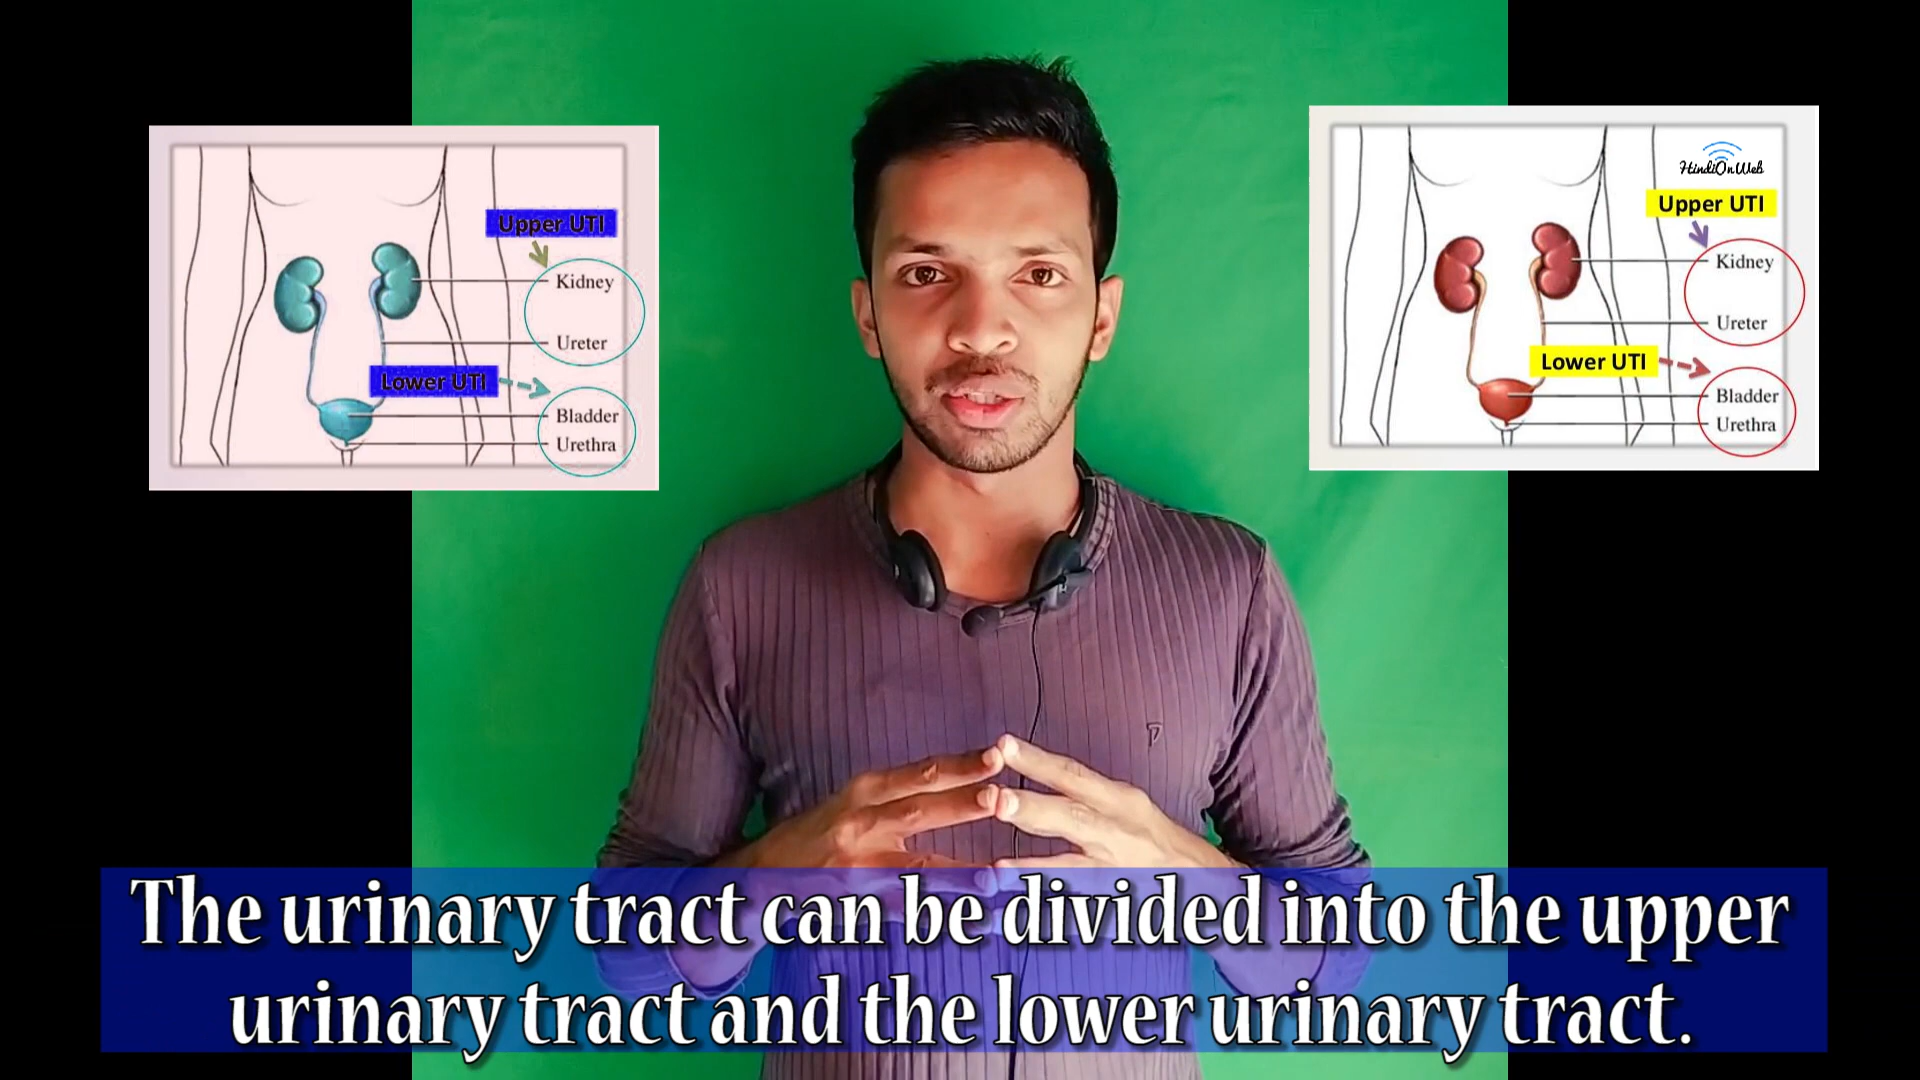 Upper UTI
Kidney
Ureter
Lower UTI
Bladder
Urethra
HindiOnWeb
Upper UTI
Kidney
Ureter
Lower UTI
Bladder
Urethra
P
The urinary tract can be divided into the upper
urinary tract and the lower urinary tract.